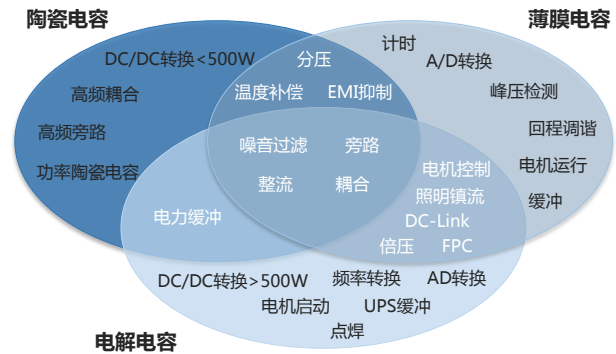 陶瓷电容
薄膜电容
DC/DC转换<500W
分压
计时
A/D转换
高频耦合
温度补偿
EMI抑制
峰压检测
高频旁路
噪音过滤
旁路
回程调谐
功率陶瓷电容
整流
耦合
电机控制
电机运行
照明镇流
缓冲
电力缓冲
DC-Link
倍压
FPC
DC/DC转换>500W
频率转换
AD转换
电机启动
UPS缓冲
点焊
电解电容